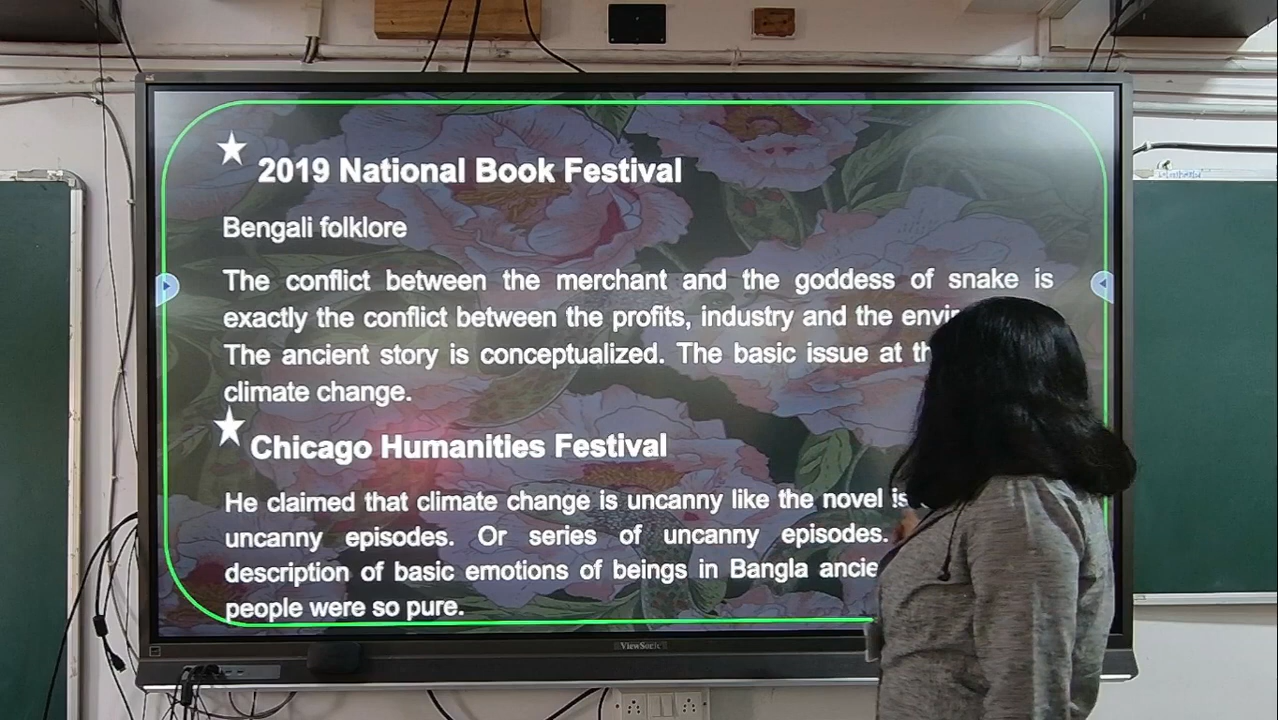 2019 National Book Festival
Bengali folklore
The conflict between the merchant and the goddess of snake is
exactly the conflict between the profits, industry and the
The ancient story is conceptualized. The basic issue at
climate change.
Chicago Humanities Festival
He claimed that climate change is uncanny like the novel is
uncanny episodes. Or series of uncanny episodes.
description of basic emotions of beings in Bangla
people were so pure.
ViewSonic